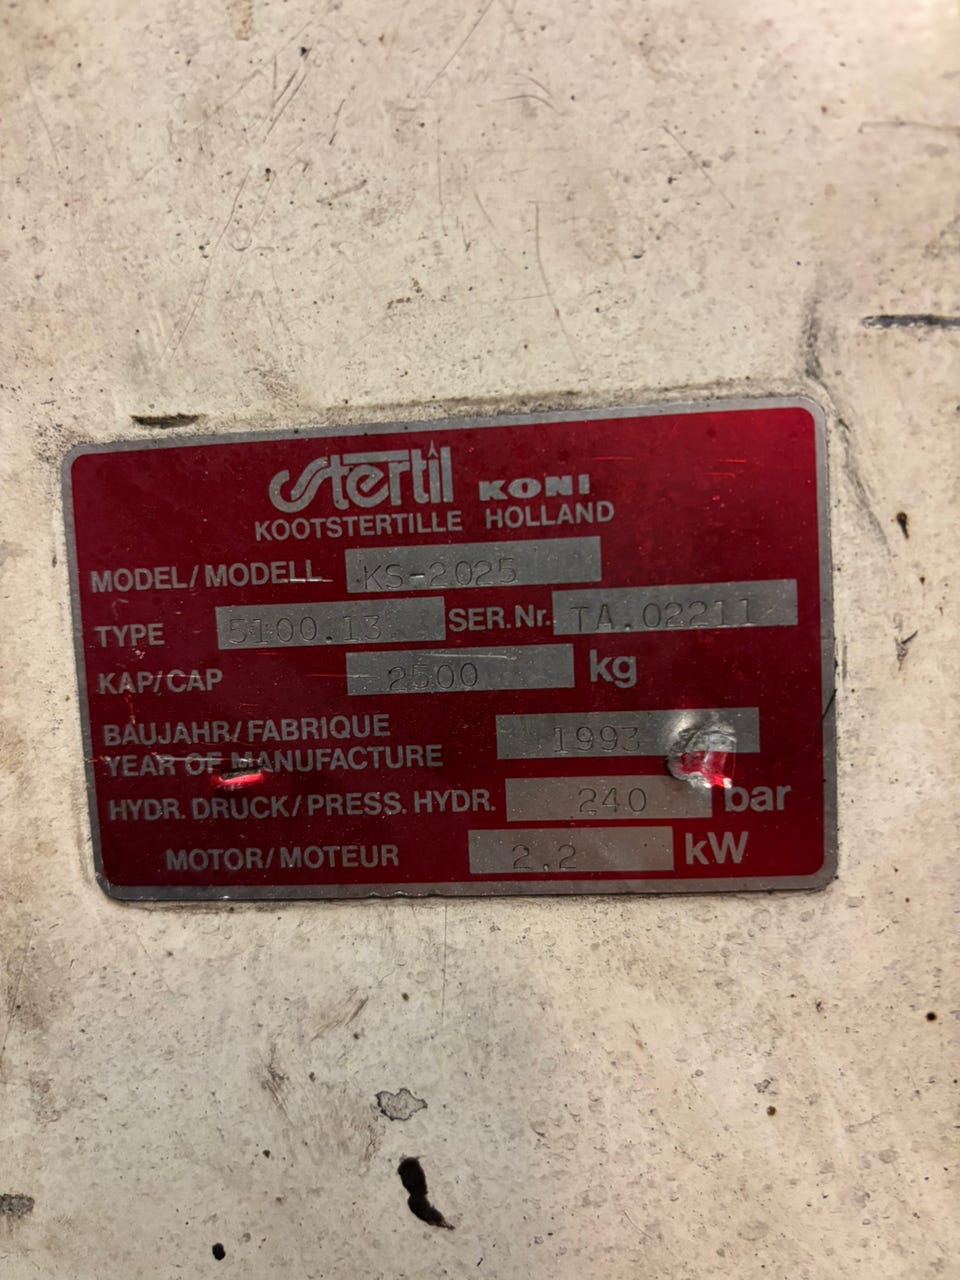 Stertil KONI
KOOTSTERTILLE HOLLAND
MODEL/MODELL KS-2025
TYPE 5100.13 SER.Nr. TA.02211
KAP/CAP 2500 kg
BAUJAHR/FABRIQUE
YEAR OF MANUFACTURE 1993
HYDR. DRUCK/PRESS. HYDR. 240 bar
MOTOR/MOTEUR 2.2 kW